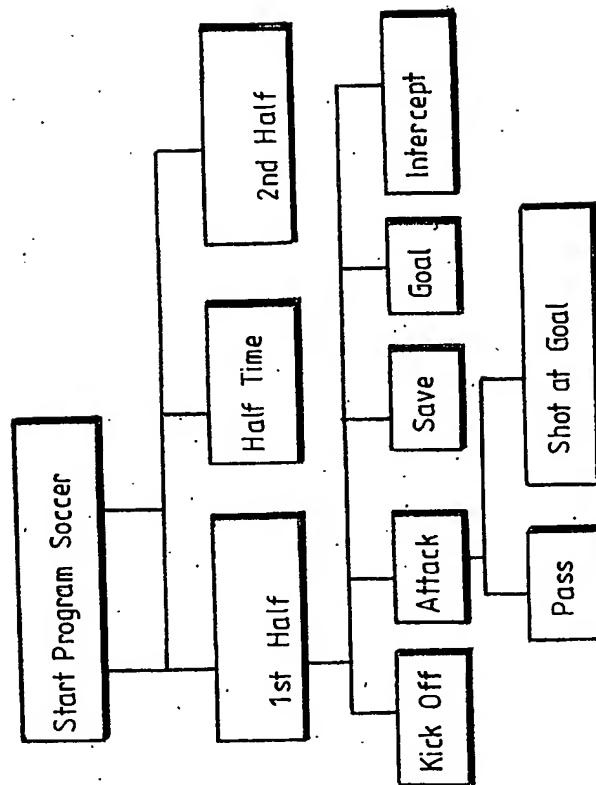 Start Program Soccer
1st Half
Half Time
2nd Half
Kick Off
Attack
Save
Goal
Intercept
Pass
Shot at Goal